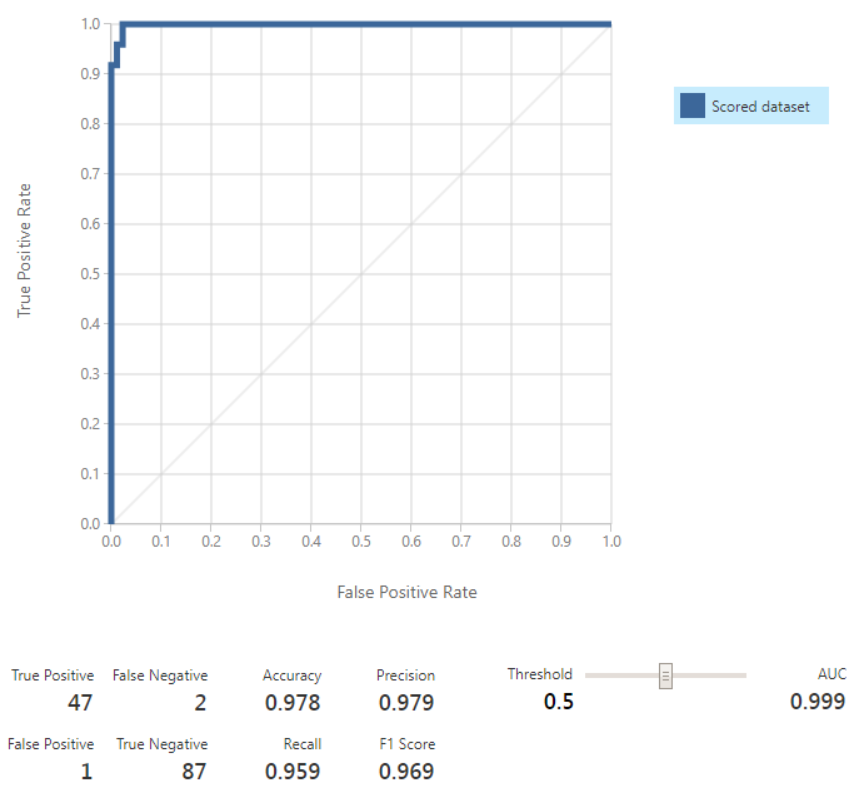 1.0
0.9
0.8
0.7
0.6
0.5
0.4
0.3
0.2
0.1
0.0
True Positive Rate
0.0 0.1 0.2 0.3 0.4 0.5 0.6 0.7 0.8 0.9 1.0
False Positive Rate
Scored dataset
True Positive False Negative Accuracy Precision Threshold AUC
47 2 0.978 0.979 0.5 0.999
False Positive True Negative Recall F1 Score
1 87 0.959 0.969